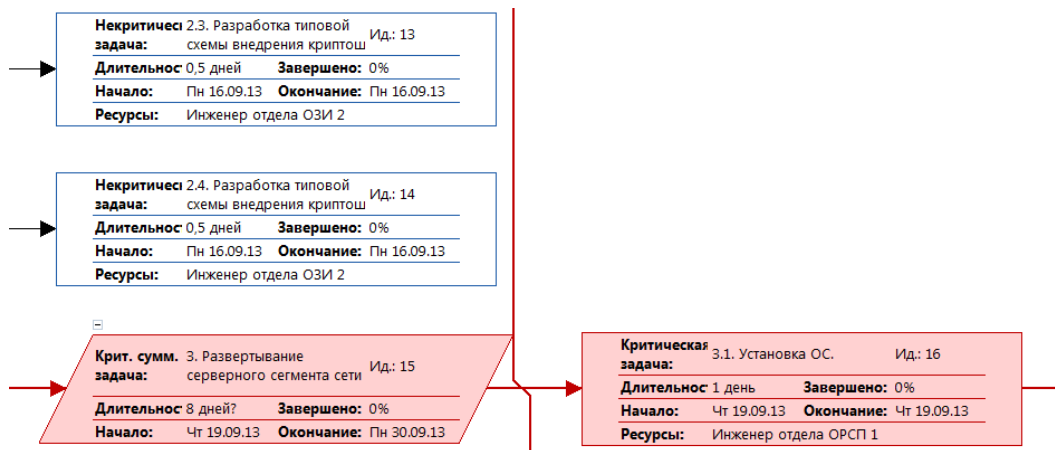 Некритичесі 2.3. Разработка типовой
задача: схемы внедрения криптош Ид.: 13
Длительнос 0,5 дней Завершено: 0%
Начало: Пн 16.09.13 Окончание: Пн 16.09.13
Ресурсы: Инженер отдела ОЗИ 2
Некритичесі 2.4. Разработка типовой
задача: схемы внедрения криптош Ид.: 14
Длительнос 0,5 дней Завершено: 0%
Начало: Пн 16.09.13 Окончание: Пн 16.09.13
Ресурсы: Инженер отдела ОЗИ 2
Крит. сумм. 3. Развертывание
задача: серверного сегмента сети Ид.: 15
Длительнос 8 дней? Завершено: 0%
Начало: Чт 19.09.13 Окончание: Пн 30.09.13
Критическая
задача: 3.1. Установка ОС. Ид.: 16
Длительнос 1 день Завершено: 0%
Начало: Чт 19.09.13 Окончание: Чт 19.09.13
Ресурсы: Инженер отдела ОРСП 1